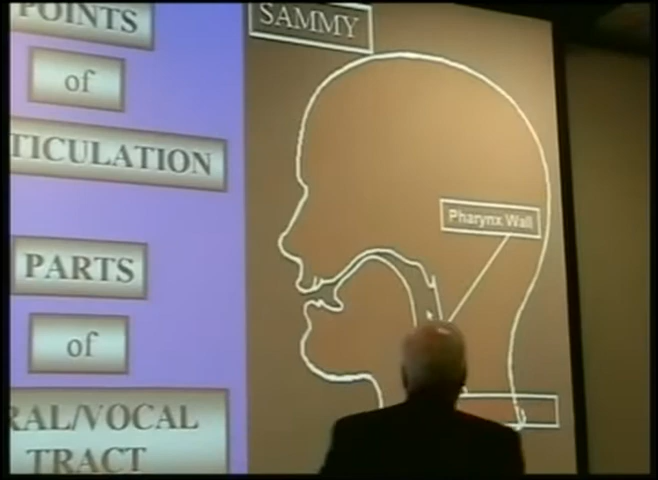 POINTS
of
TICULATION
PARTS
of
RAL/VOCAL
TRACT
SAMMY
Pharynx Wall